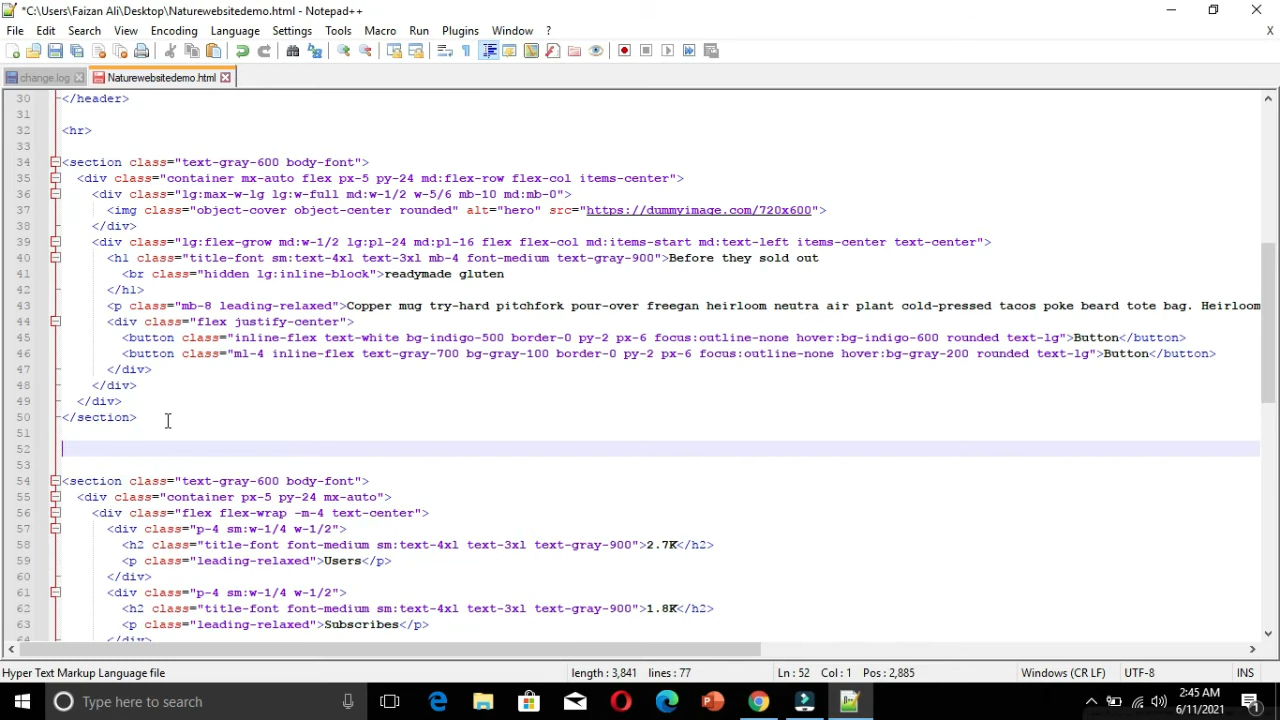 *C:\Users\Faizan Ali\Desktop\Naturewebsitedemo.html - Notepad++
File Edit Search View Encoding Language Settings Tools Macro Run Plugins Window ? X
change.log Naturewebsitedemo.html
30 </header>
31
32 <hr>
33
34 <section class="text-gray-600 body-font">
35 <div class="container mx-auto flex px-5 py-24 md:flex-row flex-col items-center">
36 <div class="lg:max-w-lg lg:w-full md:w-1/2 w-5/6 mb-10 md:mb-0">
37 <img class="object-cover object-center rounded" alt="hero" src="https://dummyimage.com/720x600">
38 </div>
39 <div class="lg:flex-grow md:w-1/2 lg:pl-24 md:pl-16 flex flex-col md:items-start md:text-left items-center text-center">
40 <h1 class="title-font sm:text-4xl text-3xl mb-4 font-medium text-gray-900">Before they sold out
41 <br class="hidden lg:inline-block">readymade gluten
42 </h1>
43 <p class="mb-8 leading-relaxed">Copper mug try-hard pitchfork pour-over freegan heirloom neutra air plant cold-pressed tacos poke beard tote bag. Heirloom
44 <div class="flex justify-center">
45 <button class="inline-flex text-white bg-indigo-500 border-0 py-2 px-6 focus:outline-none hover:bg-indigo-600 rounded text-lg">Button</button>
46 <button class="ml-4 inline-flex text-gray-700 bg-gray-100 border-0 py-2 px-6 focus:outline-none hover:bg-gray-200 rounded text-lg">Button</button>
47 </div>
48 </div>
49 </div>
50 </section>
51
52
53
54 <section class="text-gray-600 body-font">
55 <div class="container px-5 py-24 mx-auto">
56 <div class="flex flex-wrap -m-4 text-center">
57 <div class="p-4 sm:w-1/4 w-1/2">
58 <h2 class="title-font font-medium sm:text-4xl text-3xl text-gray-900">2.7K</h2>
59 <p class="leading-relaxed">Users</p>
60 </div>
61 <div class="p-4 sm:w-1/4 w-1/2">
62 <h2 class="title-font font-medium sm:text-4xl text-3xl text-gray-900">1.8K</h2>
63 <p class="leading-relaxed">Subscribes</p>
64 </div>
Hyper Text Markup Language file length : 3,841 lines : 77 Ln : 52 Col : 1 Pos : 2,885 Windows (CR LF) UTF-8 INS
Type here to search
2:45 AM
6/11/2021
1